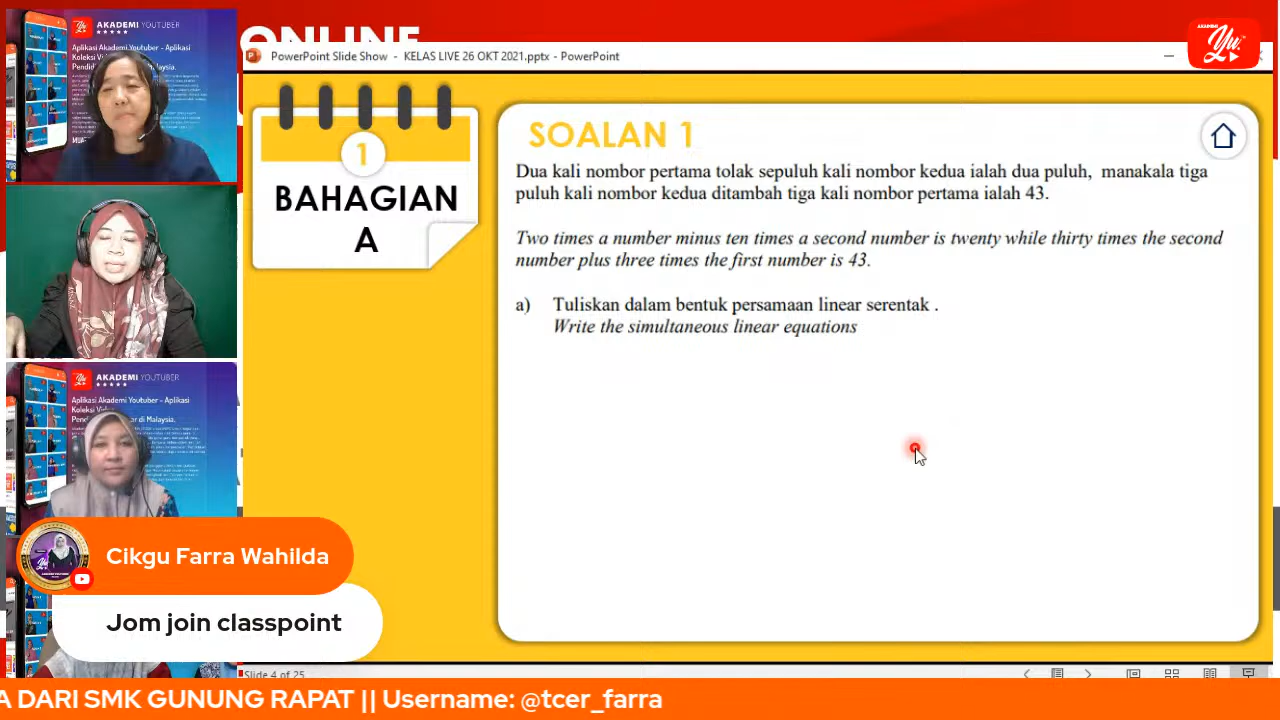 ONLINE
AKADEMI YOUTUBER
Aplikasi Akademi Youtuber - Aplikasi
PowerPoint Slide Show - KELAS LIVE 26 OKT 2021.pptx - PowerPoint
AKADEMI
YU
1
BAHAGIAN
A
SOALAN 1
Dua kali nombor pertama tolak sepuluh kali nombor kedua ialah dua puluh, manakala tiga
puluh kali nombor kedua ditambah tiga kali nombor pertama ialah 43.
Two times a number minus ten times a second number is twenty while thirty times the second
number plus three times the first number is 43.
a) Tuliskan dalam bentuk persamaan linear serentak .
Write the simultaneous linear equations
AKADEMI YOUTUBER
Aplikasi Akademi Youtuber - Aplikasi
di Malaysia.
Cikgu Farra Wahilda
Jom join classpoint
Slide 4 of 25
A DARI SMK GUNUNG RAPAT || Username: @tcer_farra